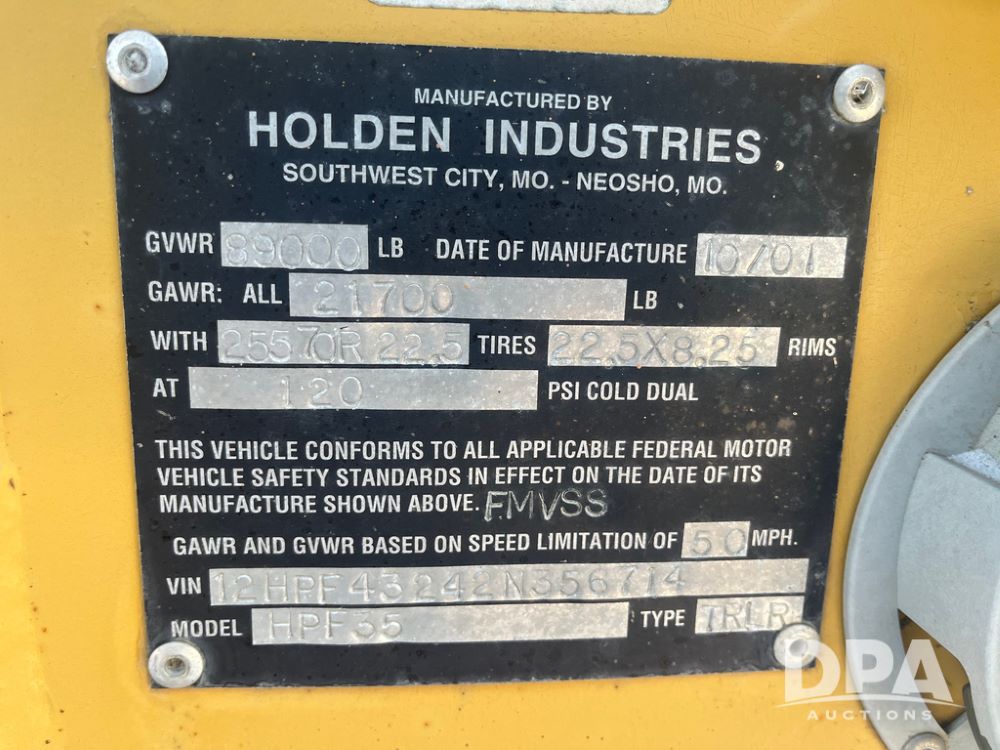 MANUFACTURED BY
HOLDEN INDUSTRIES
SOUTHWEST CITY, MO. - NEOSHO, MO.
GVWR 89000 LB DATE OF MANUFACTURE 10/01
GAWR: ALL 21700 LB
WITH 25570R 22.5 TIRES 22.5X8.25 RIMS
AT 120 PSI COLD DUAL
THIS VEHICLE CONFORMS TO ALL APPLICABLE FEDERAL MOTOR
VEHICLE SAFETY STANDARDS IN EFFECT ON THE DATE OF ITS
MANUFACTURE SHOWN ABOVE. FMVSS
GAWR AND GVWR BASED ON SPEED LIMITATION OF 50 MPH.
VIN 12HPF43242N356714
MODEL HPF35 TYPE TRLR
DPA
AUCTIONS